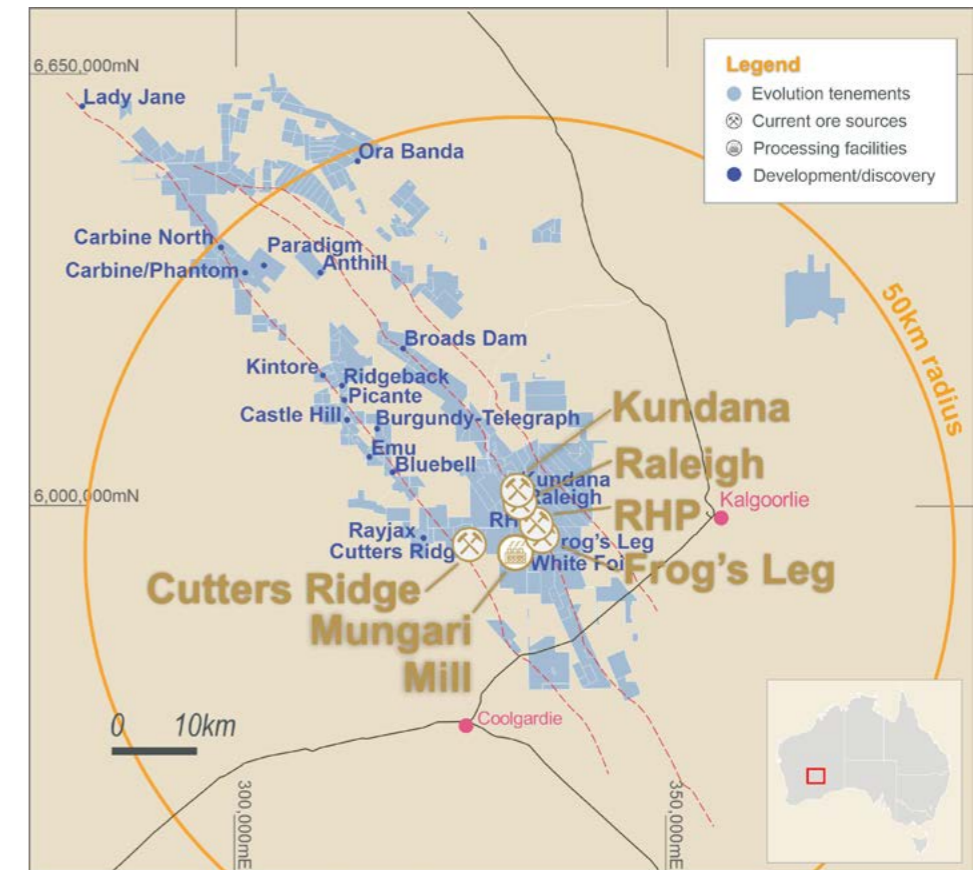 6,650,000mN
Legend
Evolution tenements
Current ore sources
Processing facilities
Development/discovery
Lady Jane
Ora Banda
Carbine North
Paradigm
Anthill
Carbine/Phantom
50km radius
Broads Dam
Kintore
Ridgeback
Picante
Castle Hill
Burgundy-Telegraph
Kundana
Emu
Bluebell
Raleigh
Kundana
Raleigh
6,000,000mN
RHP
RH
Kalgoorlie
Rayjax
Cutters Ridg
rog's Leg
White Foi
Frog's Leg
Cutters Ridge
Mungari
Mill
0 10km
Coolgardie
300,000mE
350,000mE